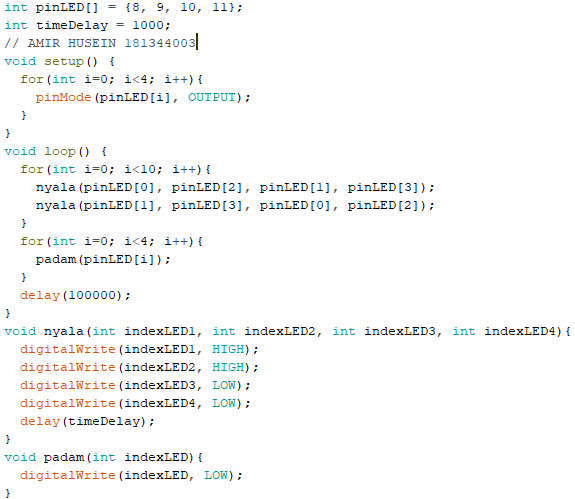 int pinLED[] = {8, 9, 10, 11};
int timeDelay = 1000;
// AMIR HUSEIN 181344003
void setup() {
  for(int i=0; i<4; i++){
    pinMode(pinLED[i], OUTPUT);
  }
}
void loop() {
  for(int i=0; i<10; i++){
    nyala(pinLED[0], pinLED[2], pinLED[1], pinLED[3]);
    nyala(pinLED[1], pinLED[3], pinLED[0], pinLED[2]);
  }
  for(int i=0; i<4; i++){
    padam(pinLED[i]);
  }
  delay(100000);
}
void nyala(int indexLED1, int indexLED2, int indexLED3, int indexLED4){
  digitalWrite(indexLED1, HIGH);
  digitalWrite(indexLED2, HIGH);
  digitalWrite(indexLED3, LOW);
  digitalWrite(indexLED4, LOW);
  delay(timeDelay);
}
void padam(int indexLED){
  digitalWrite(indexLED, LOW);
}